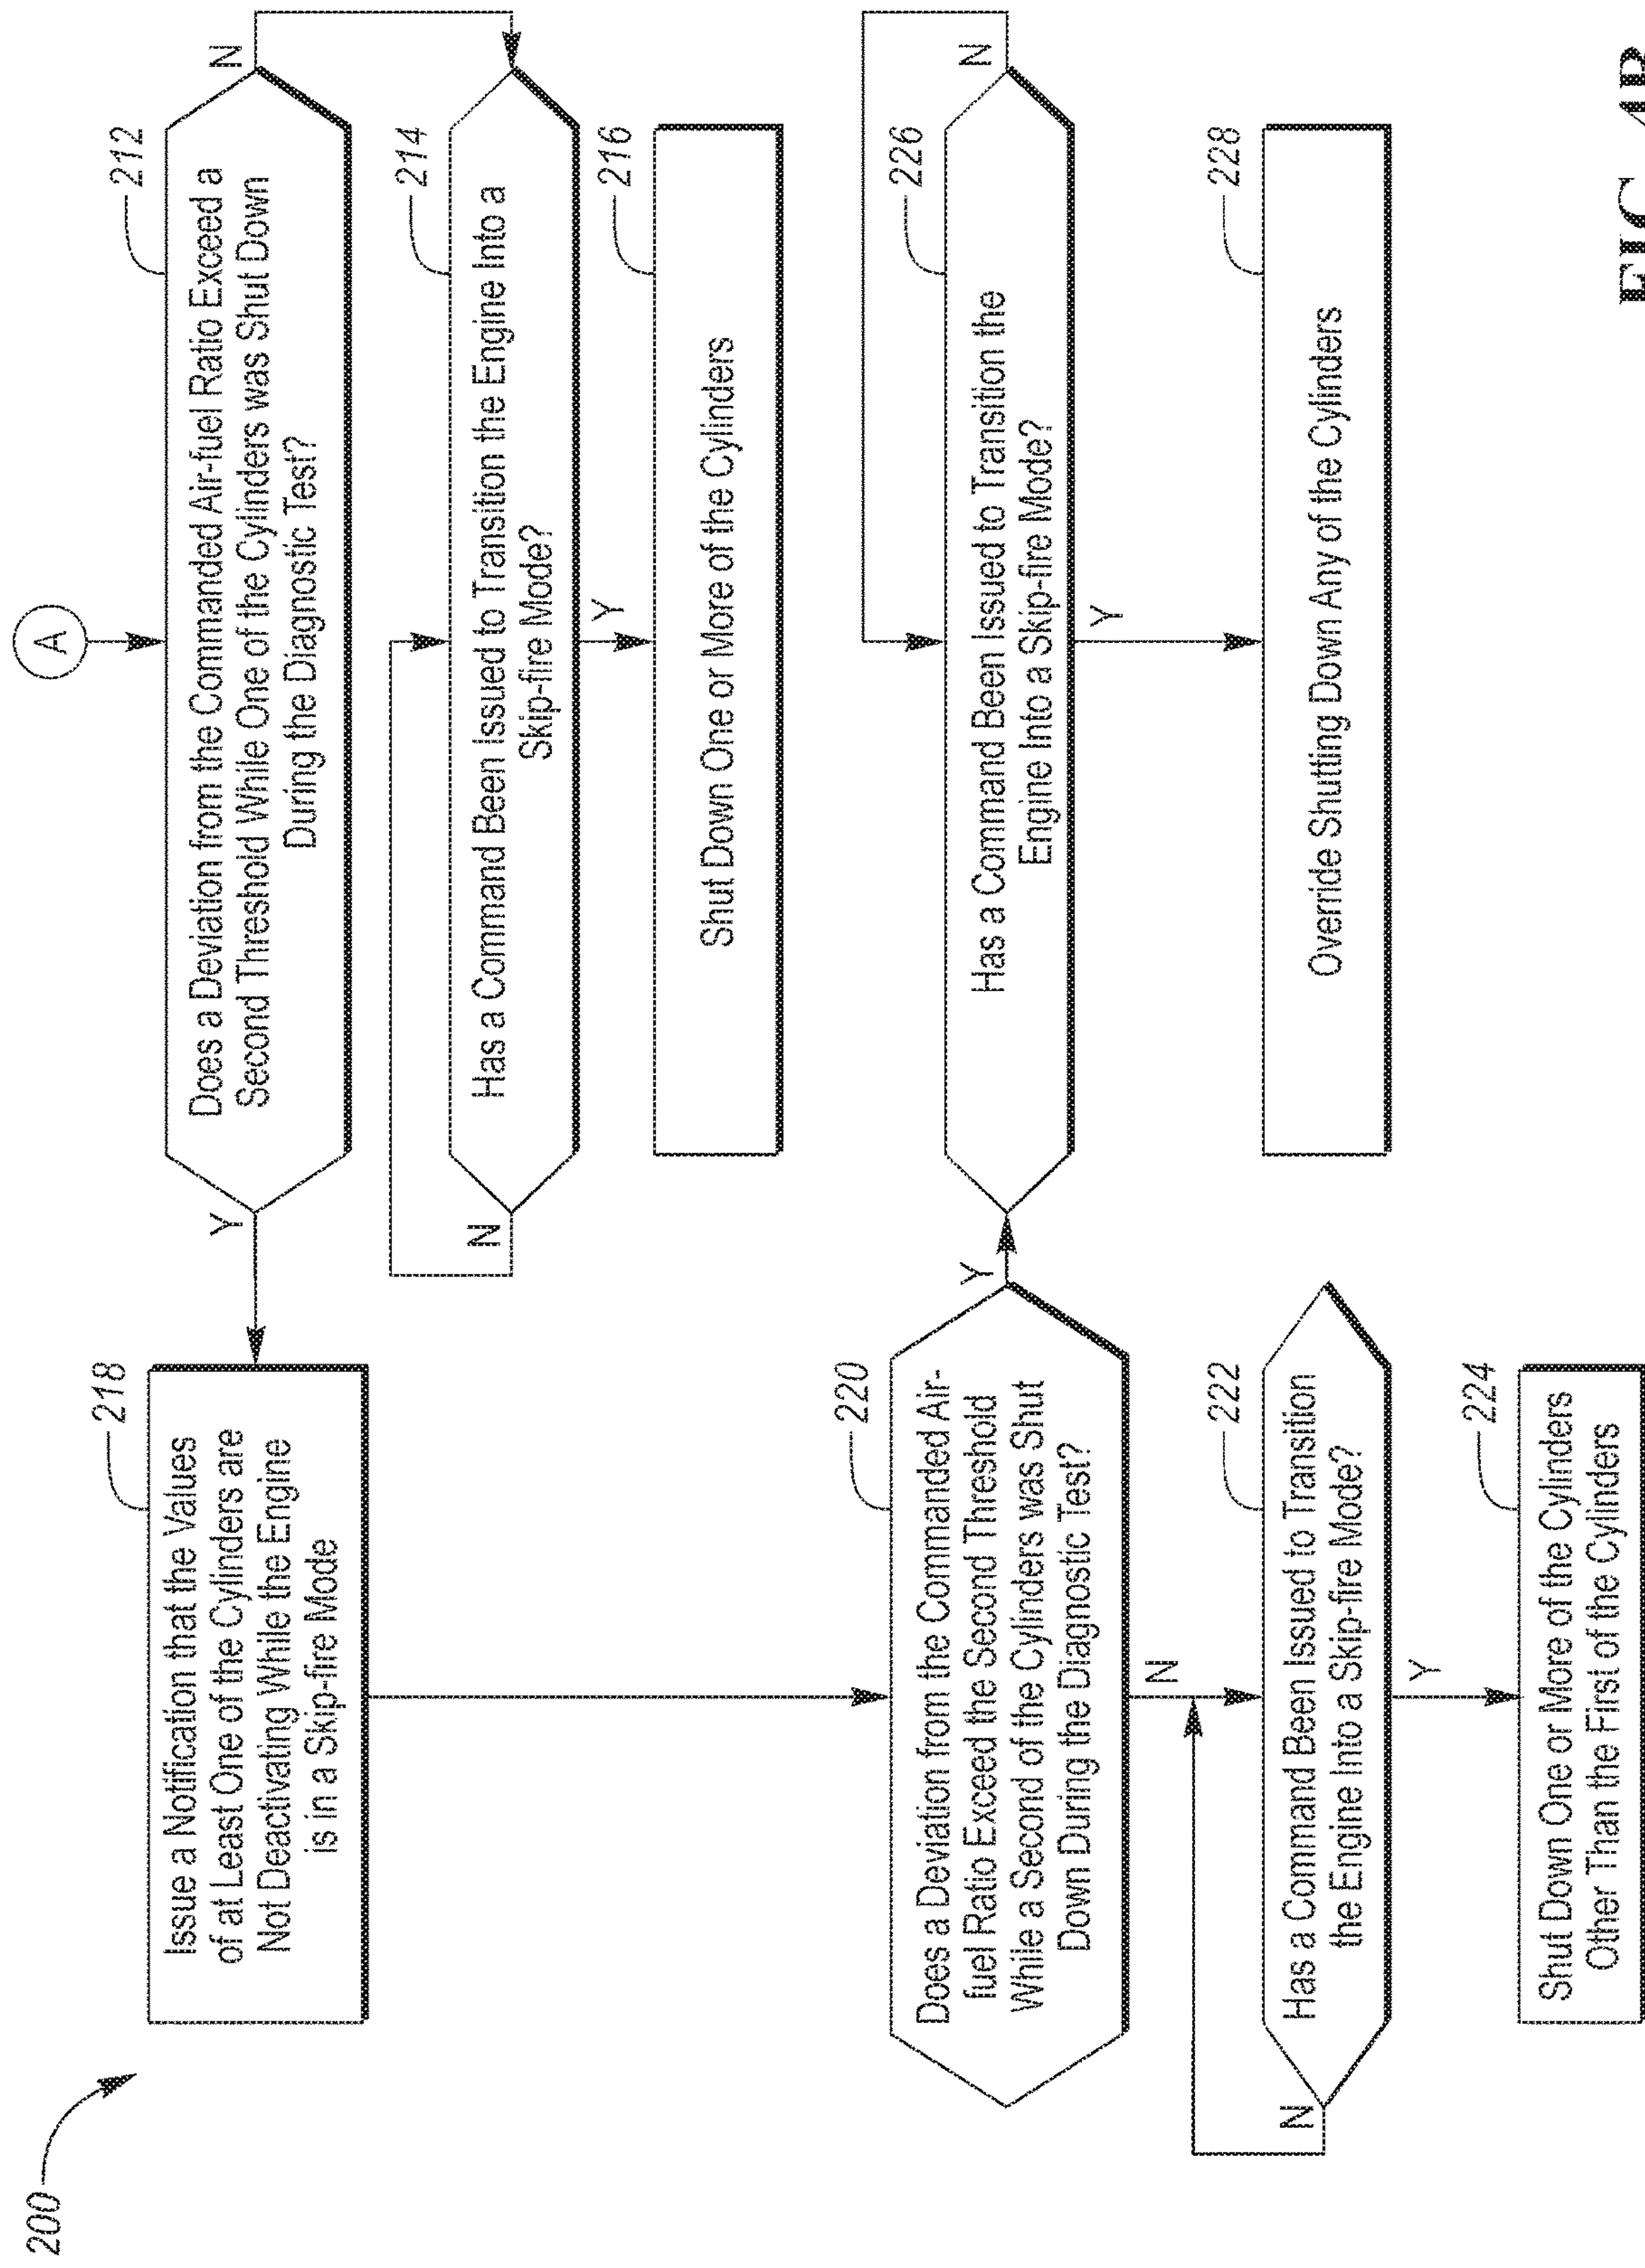 200
A
212
Does a Deviation from the Commanded Air-fuel Ratio Exceed a
Second Threshold While One of the Cylinders was Shut Down
During the Diagnostic Test?
Y
N
218
Issue a Notification that the Values
of at Least One of the Cylinders are
Not Deactivating While the Engine
is in a Skip-fire Mode
214
Has a Command Been Issued to Transition the Engine Into a
Skip-fire Mode?
N
Y
216
Shut Down One or More of the Cylinders
220
Does a Deviation from the Commanded Air-
fuel Ratio Exceed the Second Threshold
While a Second of the Cylinders was Shut
Down During the Diagnostic Test?
Y
N
226
Has a Command Been Issued to Transition the
Engine Into a Skip-fire Mode?
N
Y
222
Has a Command Been Issued to Transition
the Engine Into a Skip-fire Mode?
N
Y
228
Override Shutting Down Any of the Cylinders
224
Shut Down One or More of the Cylinders
Other Than the First of the Cylinders
FIG. 4B